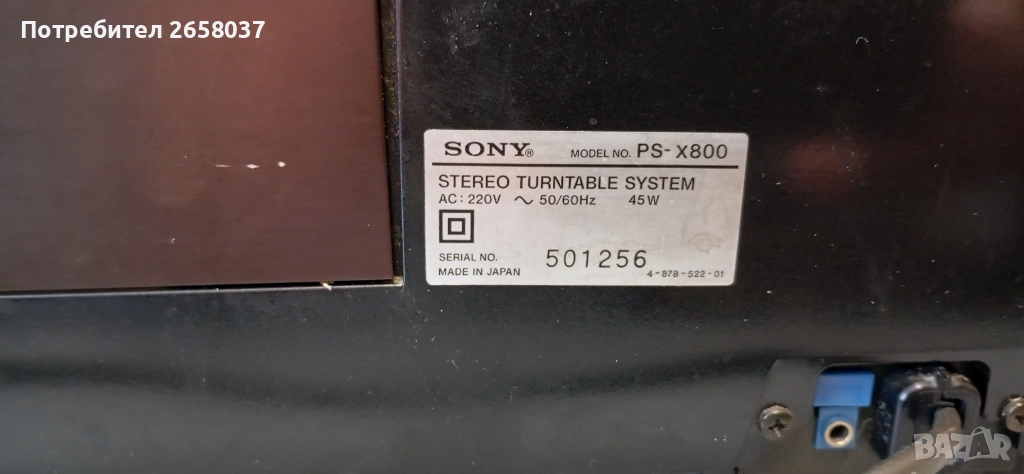 Потребител 2658037
SONY® MODEL NO. PS-X800
STEREO TURNTABLE SYSTEM
AC: 220V ~ 50/60Hz 45W
SERIAL NO. 501256
MADE IN JAPAN 4-878-522-01
BAZAR